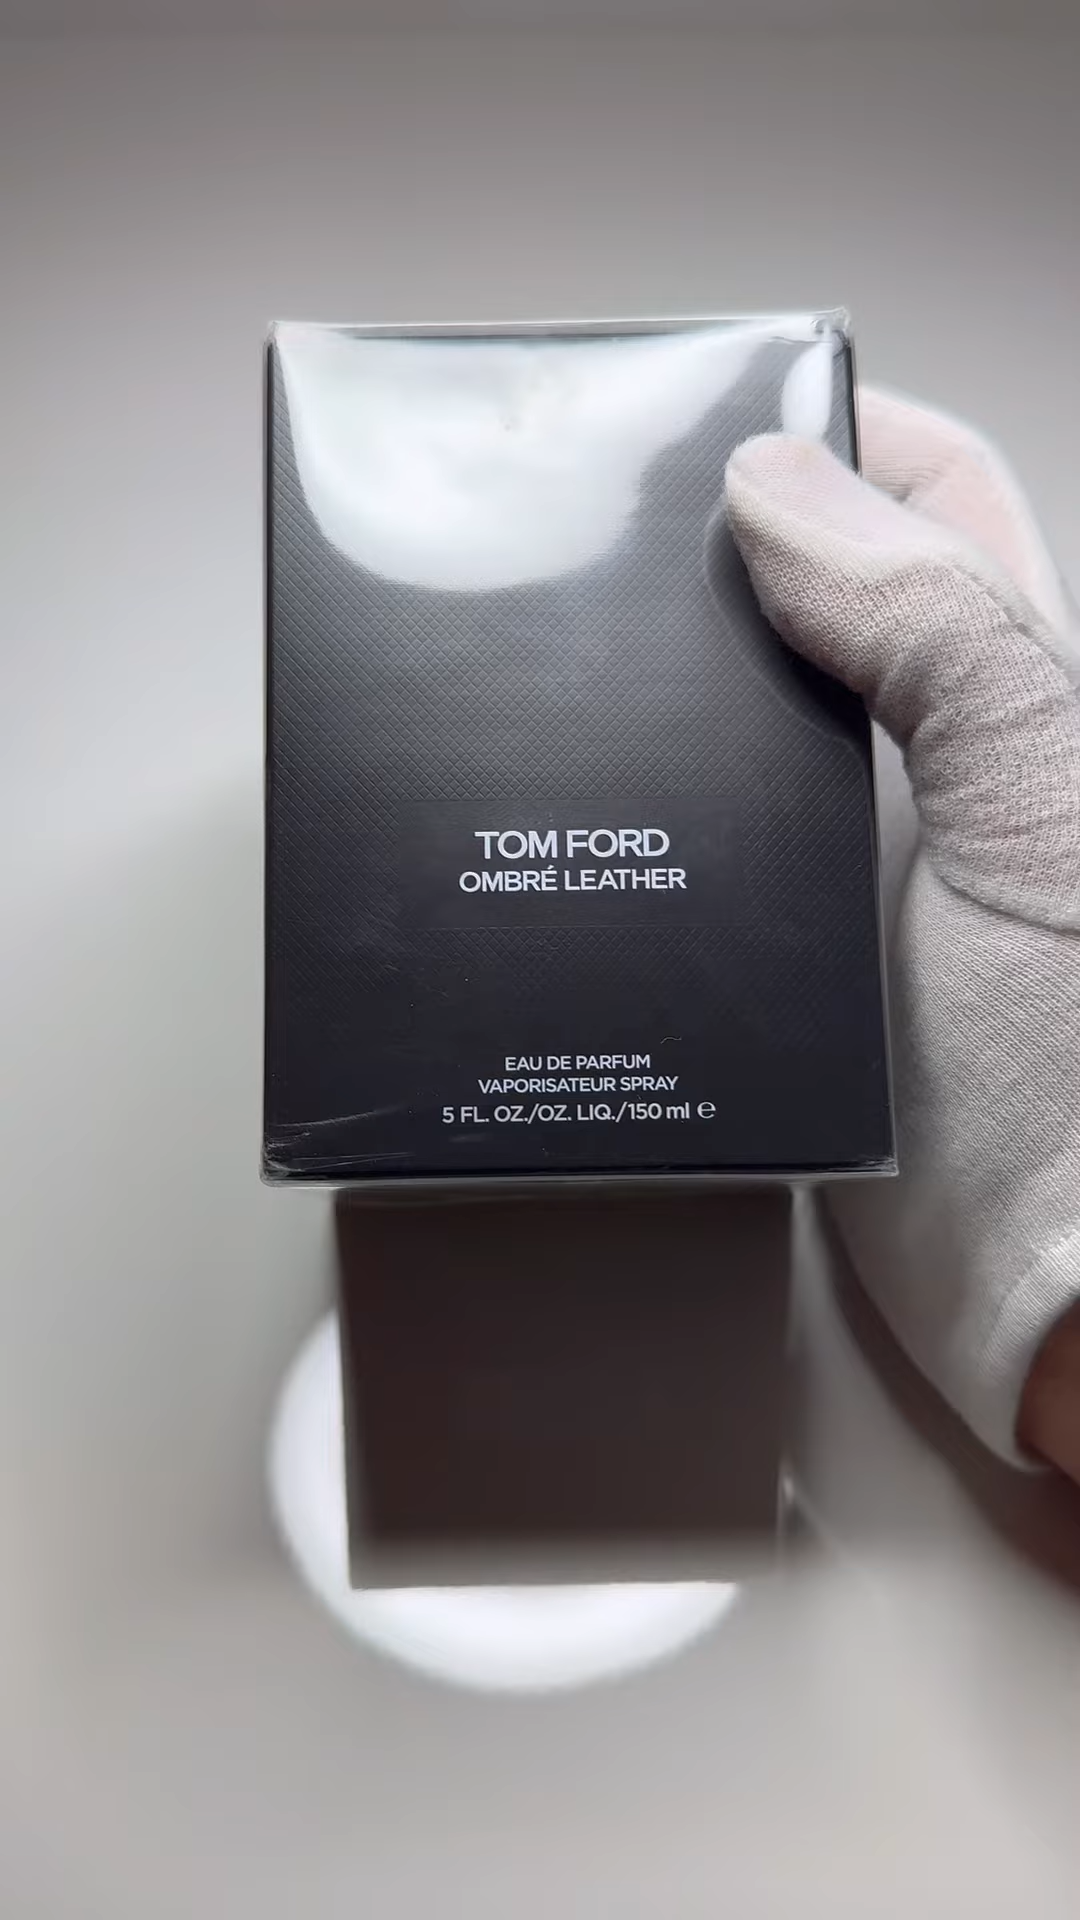 TOM FORD
OMBRÉ LEATHER
EAU DE PARFUM
VAPORISATEUR SPRAY
5 FL. OZ./OZ. LIQ./150 ml ℮